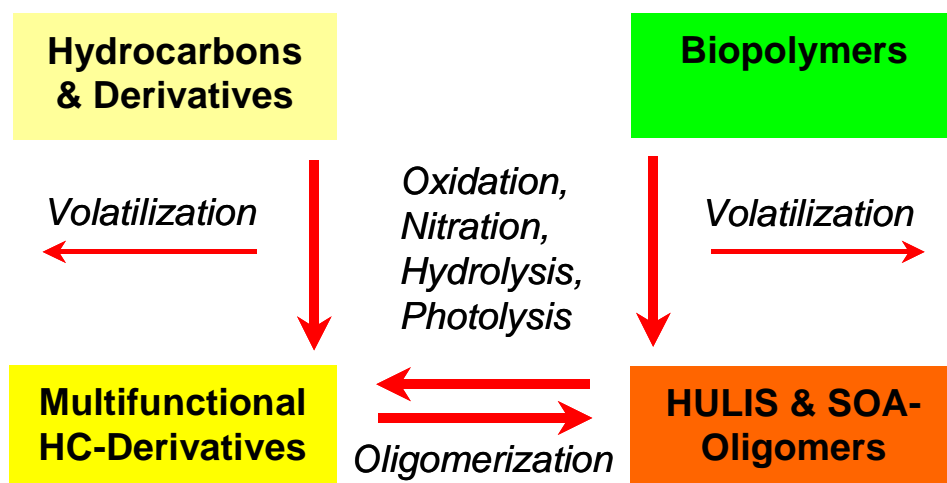 Hydrocarbons
& Derivatives
Biopolymers
Volatilization
Oxidation,
Nitration,
Hydrolysis,
Photolysis
Volatilization
Multifunctional
HC-Derivatives
Oligomerization
HULIS & SOA-
Oligomers